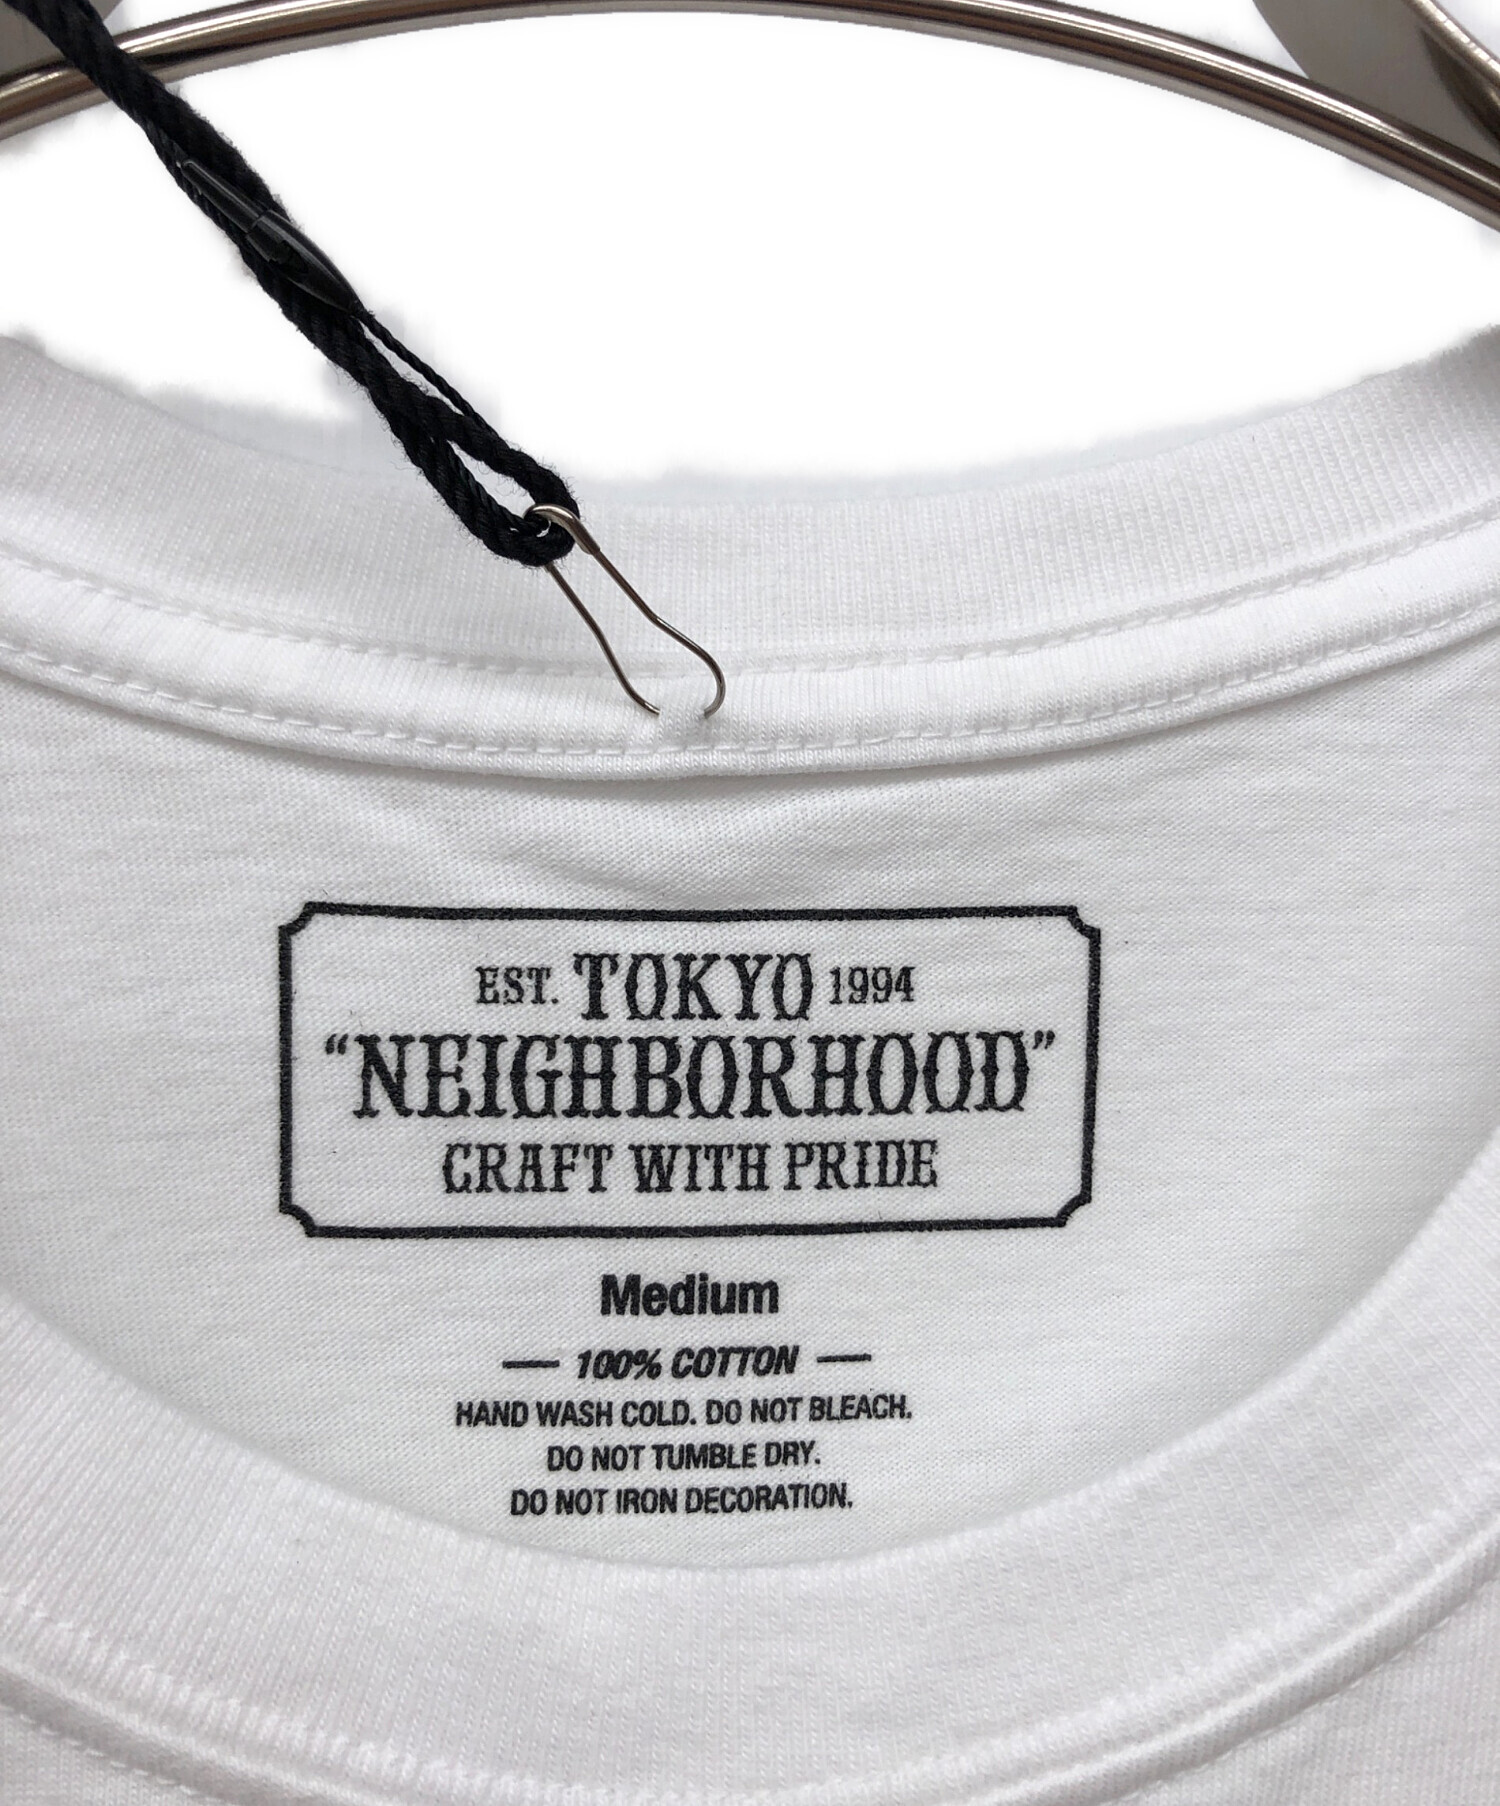 EST. TOKYO 1994
“NEIGHBORHOOD”
CRAFT WITH PRIDE
Medium
— 100% COTTON —
HAND WASH COLD. DO NOT BLEACH.
DO NOT TUMBLE DRY.
DO NOT IRON DECORATION.